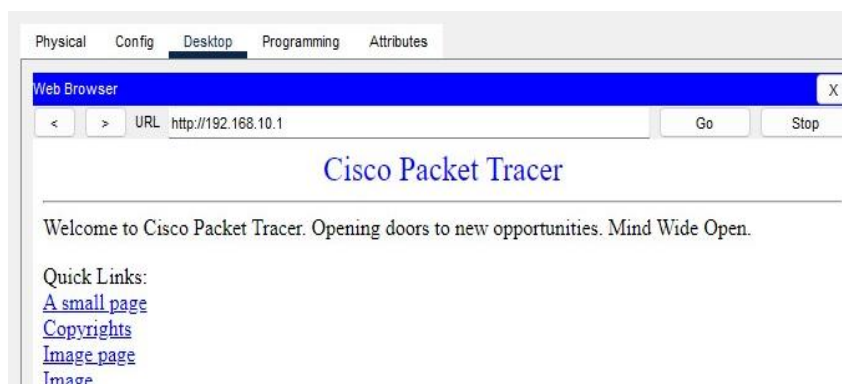 Physical Config Desktop Programming Attributes
Web Browser X
< > URL http://192.168.10.1 Go Stop
Cisco Packet Tracer
Welcome to Cisco Packet Tracer. Opening doors to new opportunities. Mind Wide Open.
Quick Links:
A small page
Copyrights
Image page
Image